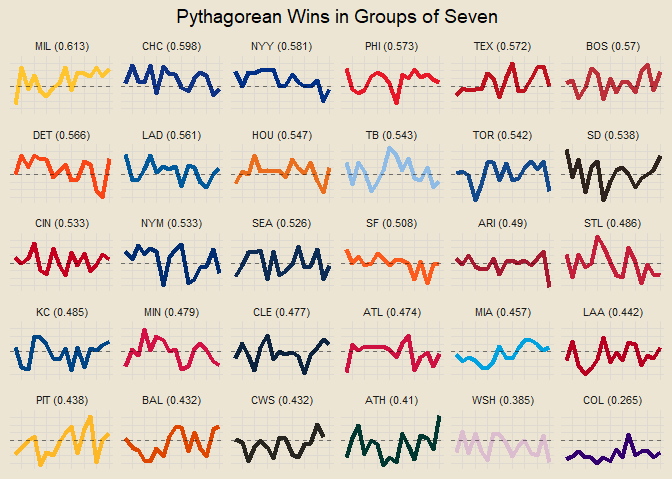 Pythagorean Wins in Groups of Seven
MIL (0.613) CHC (0.598) NYY (0.581) PHI (0.573) TEX (0.572) BOS (0.57)
DET (0.566) LAD (0.561) HOU (0.547) TB (0.543) TOR (0.542) SD (0.538)
CIN (0.533) NYM (0.533) SEA (0.526) SF (0.508) ARI (0.49) STL (0.486)
KC (0.485) MIN (0.479) CLE (0.477) ATL (0.474) MIA (0.457) LAA (0.442)
PIT (0.438) BAL (0.432) CWS (0.432) ATH (0.41) WSH (0.385) COL (0.265)